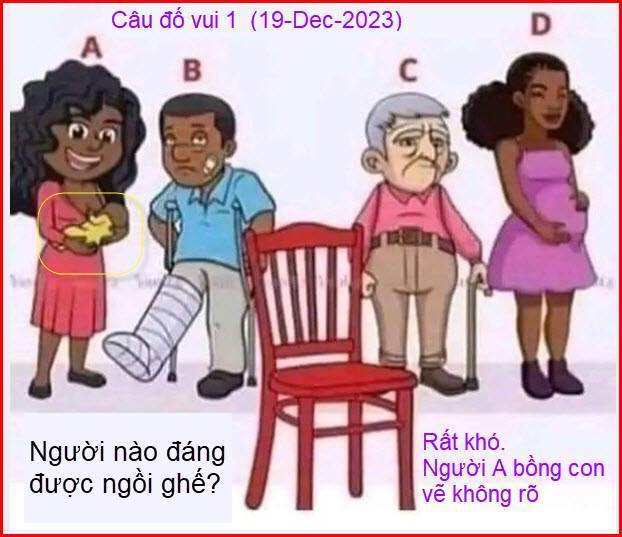 Câu đố vui 1 (19-Dec-2023)
A
B
C
D
Người nào đáng
được ngồi ghế?
Rất khó.
Người A bồng con
vẽ không rõ